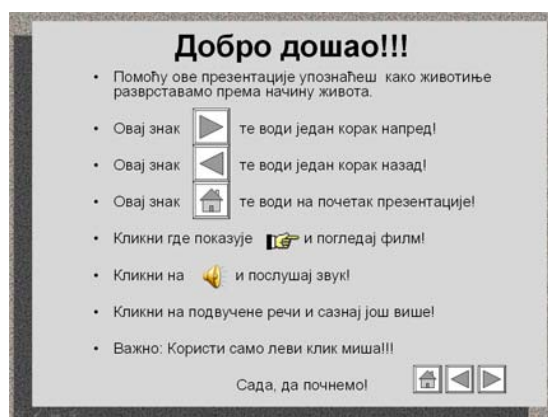 Добро дошао!!!
• Помоћу ове презентације упознаћеш како животиње
разврставамо према начину живота.
• Овај знак те води један корак напред!
• Овај знак те води један корак назад!
• Овај знак те води на почетак презентације!
• Кликни где показује и погледај филм!
• Кликни на и послушај звук!
• Кликни на подвучене речи и сазнај још више!
• Важно: Користи само леви клик миша!!!
Сада, да почнемо!